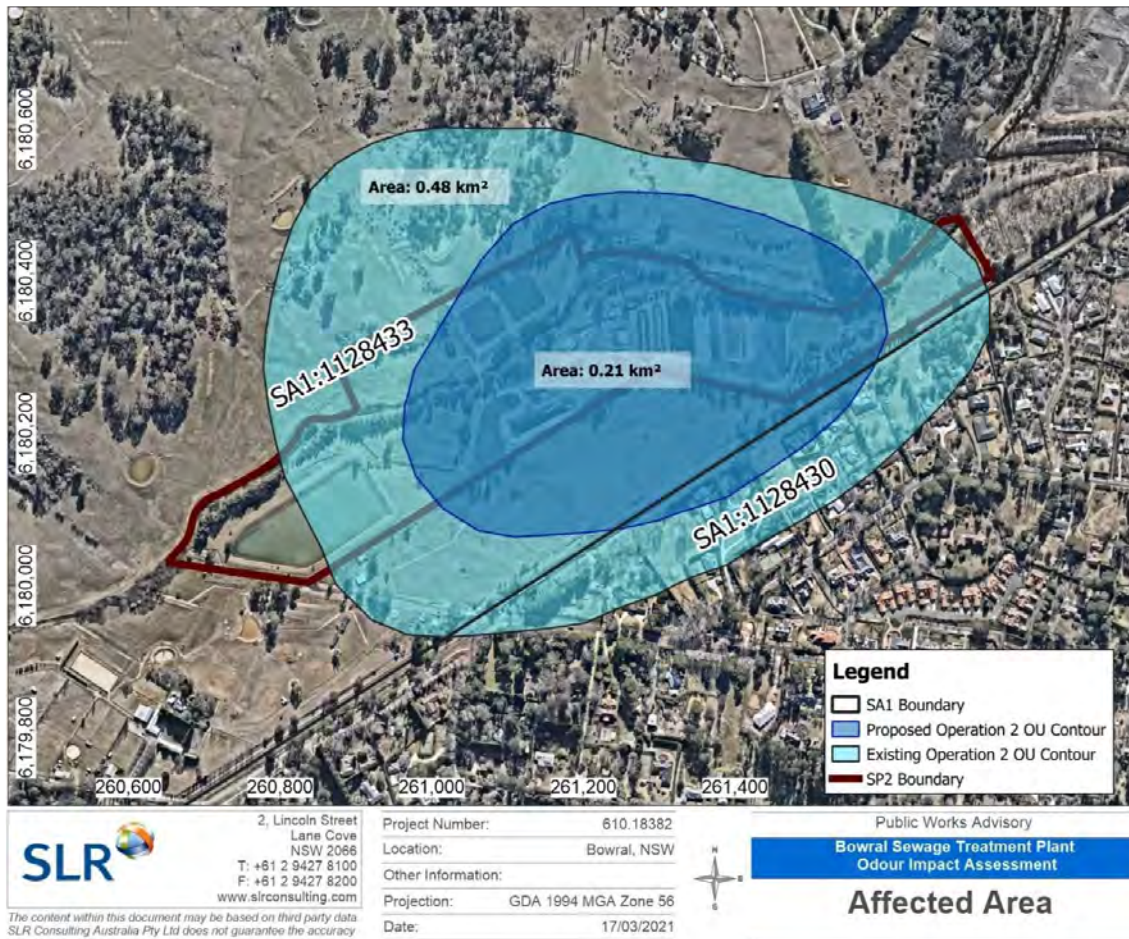 6,180,600
6,180,400
6,180,200
6,180,000
6,179,800
Area: 0.48 km²
Area: 0.21 km²
SA1:1128433
SA1:1128430
260,600
260,800
261,000
261,200
261,400
Legend
SA1 Boundary
Proposed Operation 2 OU Contour
Existing Operation 2 OU Contour
SP2 Boundary
SLR
2, Lincoln Street
Lane Cove
NSW 2066
T: +61 2 9427 8100
F: +61 2 9427 8200
www.slrconsulting.com
The content within this document may be based on third party data.
SLR Consulting Australia Pty Ltd does not guarantee the accuracy
Project Number: 610.18382
Location: Bowral, NSW
Other Information:
Projection: GDA 1994 MGA Zone 56
Date: 17/03/2021
N
E
S
Public Works Advisory
Bowral Sewage Treatment Plant
Odour Impact Assessment
Affected Area